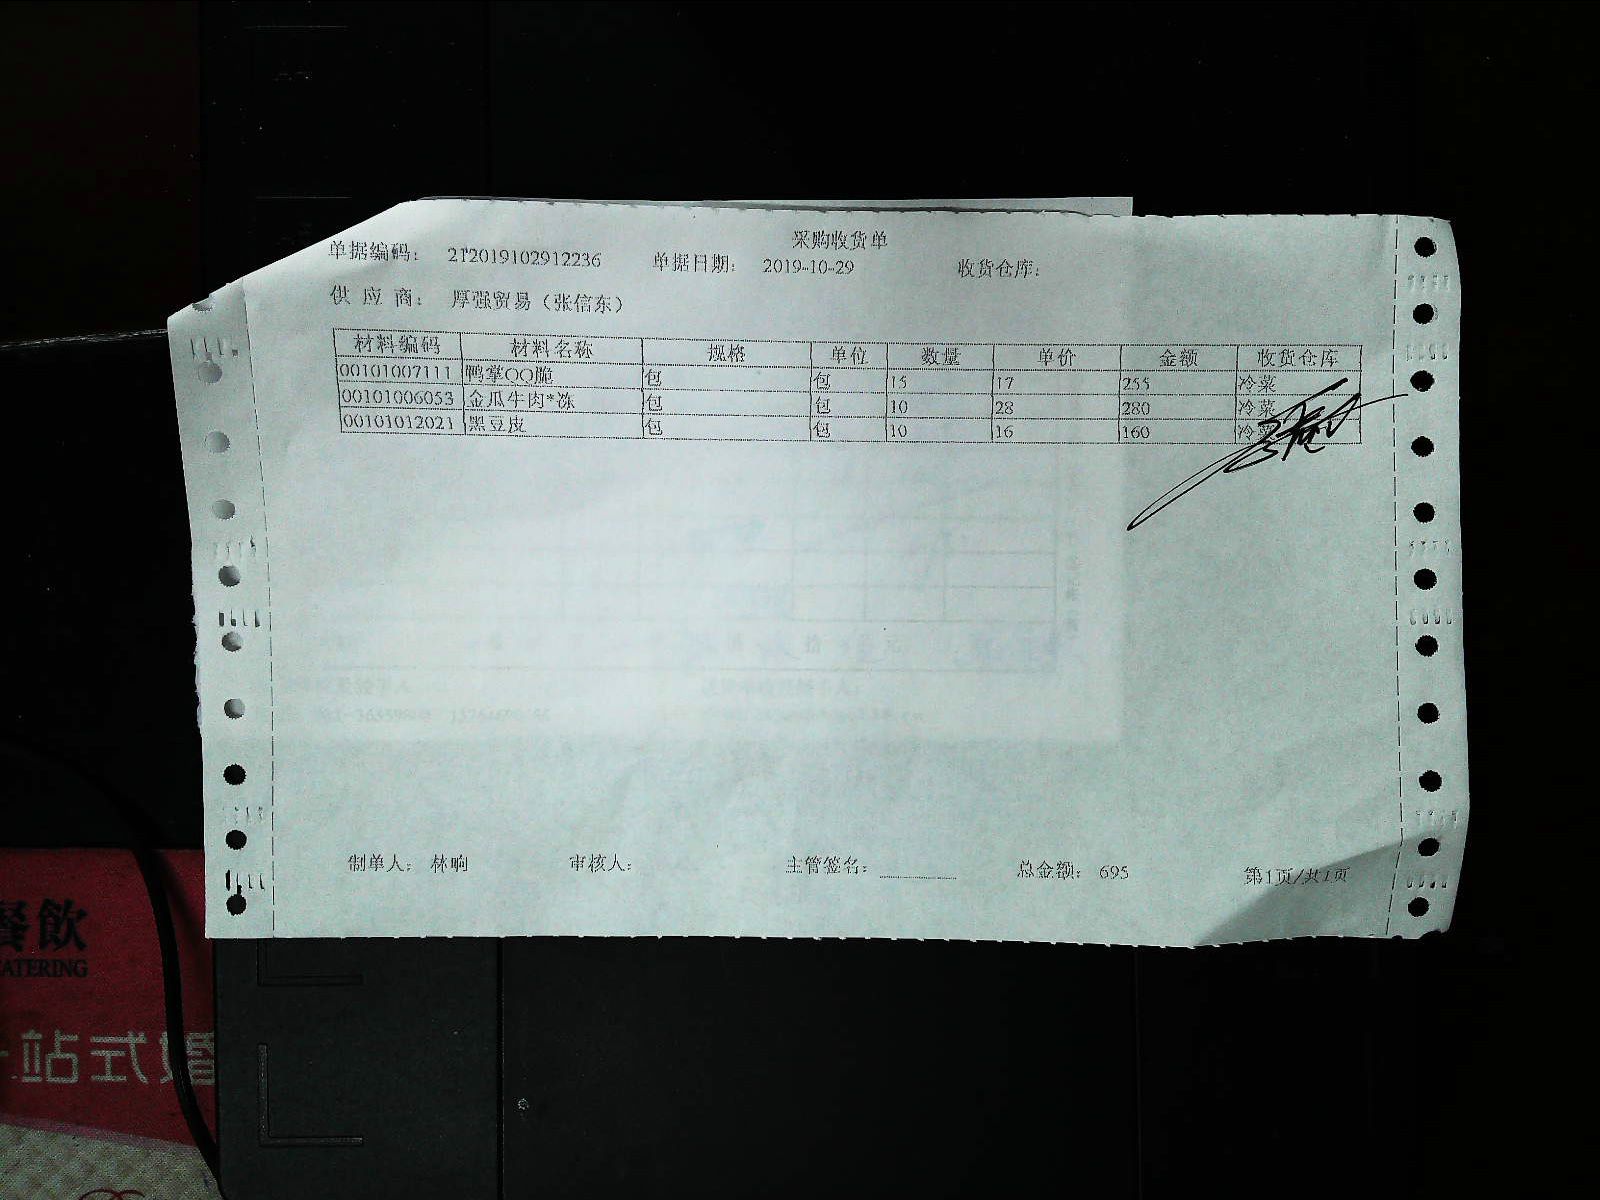 采购收货单
单据编码: 212019102912236 单据日期: 2019-10-29 收货仓库:
供应商: 厚强贸易（张信东）
材料编码 材料名称 规格 单位 数量 单价 金额 收货仓库
00101007111 鸭掌QQ脆 包 包 15 17 255 冷菜
00101006053 金瓜牛肉*冻 包 包 10 28 280 冷菜
00101012021 黑豆皮 包 包 10 16 160 冷菜
制单人: 林响 审核人: 主管签名: 总金额: 695 第1页/共1页
餐飲
CATERING
站式